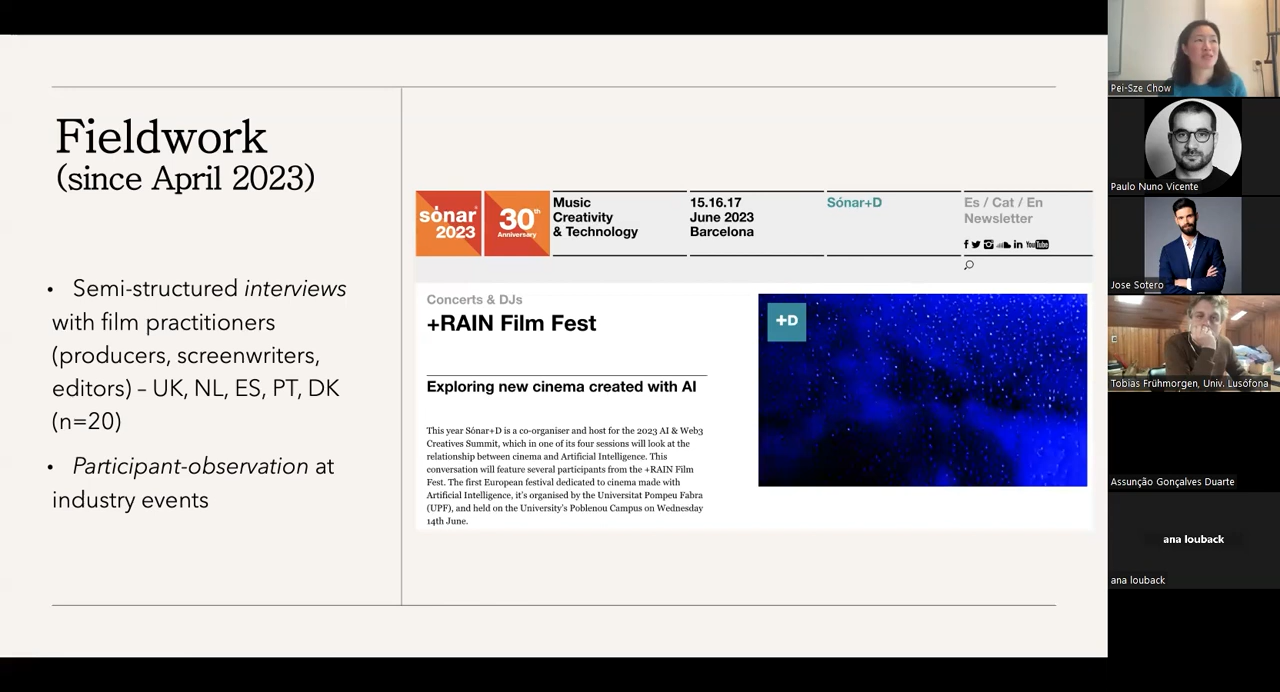 Fieldwork
(since April 2023)
• Semi-structured interviews
with film practitioners
(producers, screenwriters,
editors) – UK, NL, ES, PT, DK
(n=20)
• Participant-observation at
industry events
sónar
2023
30th
Anniversary
Music
Creativity
& Technology
15.16.17
June 2023
Barcelona
Sónar+D
Es / Cat / En
Newsletter
YouTube
Concerts & DJs
+RAIN Film Fest
Exploring new cinema created with AI
This year Sónar+D is a co-organiser and host for the 2023 AI & Web3
Creatives Summit, which in one of its four sessions will look at the
relationship between cinema and Artificial Intelligence. This
conversation will feature several participants from the +RAIN Film
Fest. The first European festival dedicated to cinema made with
Artificial Intelligence, it's organised by the Universitat Pompeu Fabra
(UPF), and held on the University's Poblenou Campus on Wednesday
14th June.
+D
Pei-Sze Chow
Paulo Nuno Vicente
Jose Sotero
Tobias Frühmorgen, Univ. Lusófona
Assunção Gonçalves Duarte
ana louback
ana louback